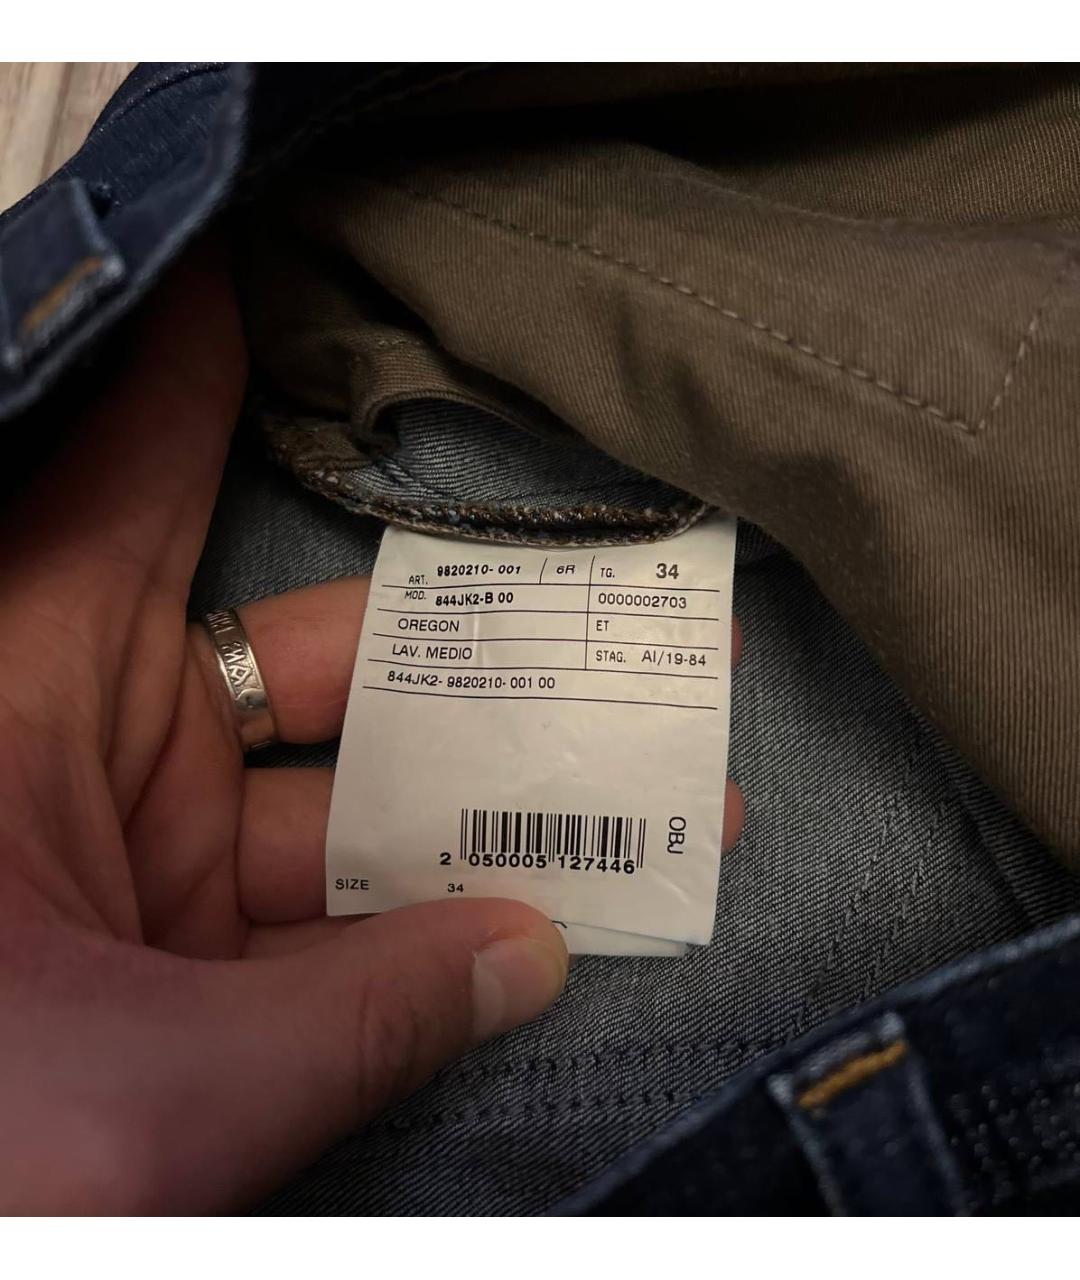 ART. 9820210- 001 / 6R TG. 34
MOD. 844JK2-B 00 0000002703
OREGON ET
LAV. MEDIO STAG. AI/19-84
844JK2- 9820210- 001 00
OBJ
2 050005 127446
SIZE 34